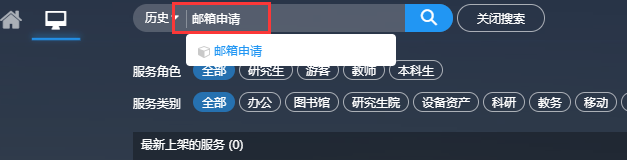 历史 邮箱申请 关闭搜索
邮箱申请
服务角色 全部 研究生 游客 教师 本科生
服务类别 全部 办公 图书馆 研究生院 设备资产 科研 教务 移动
最新上架的服务 (0)